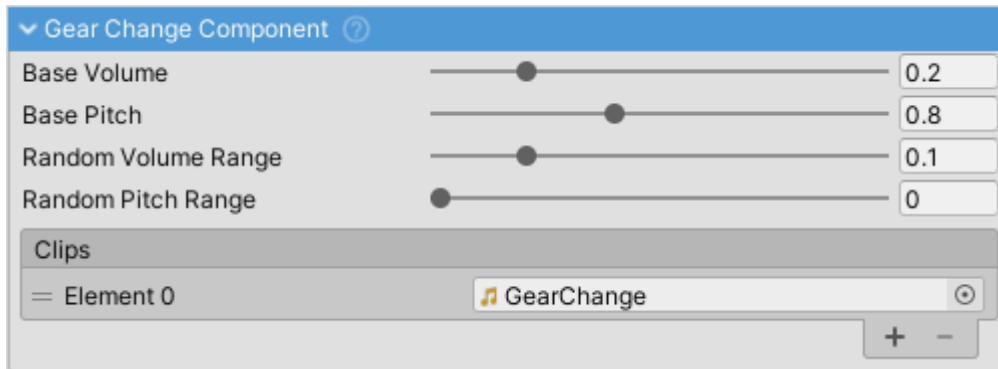 Gear Change Component ?
Base Volume 0.2
Base Pitch 0.8
Random Volume Range 0.1
Random Pitch Range 0
Clips
= Element 0 GearChange
+ −